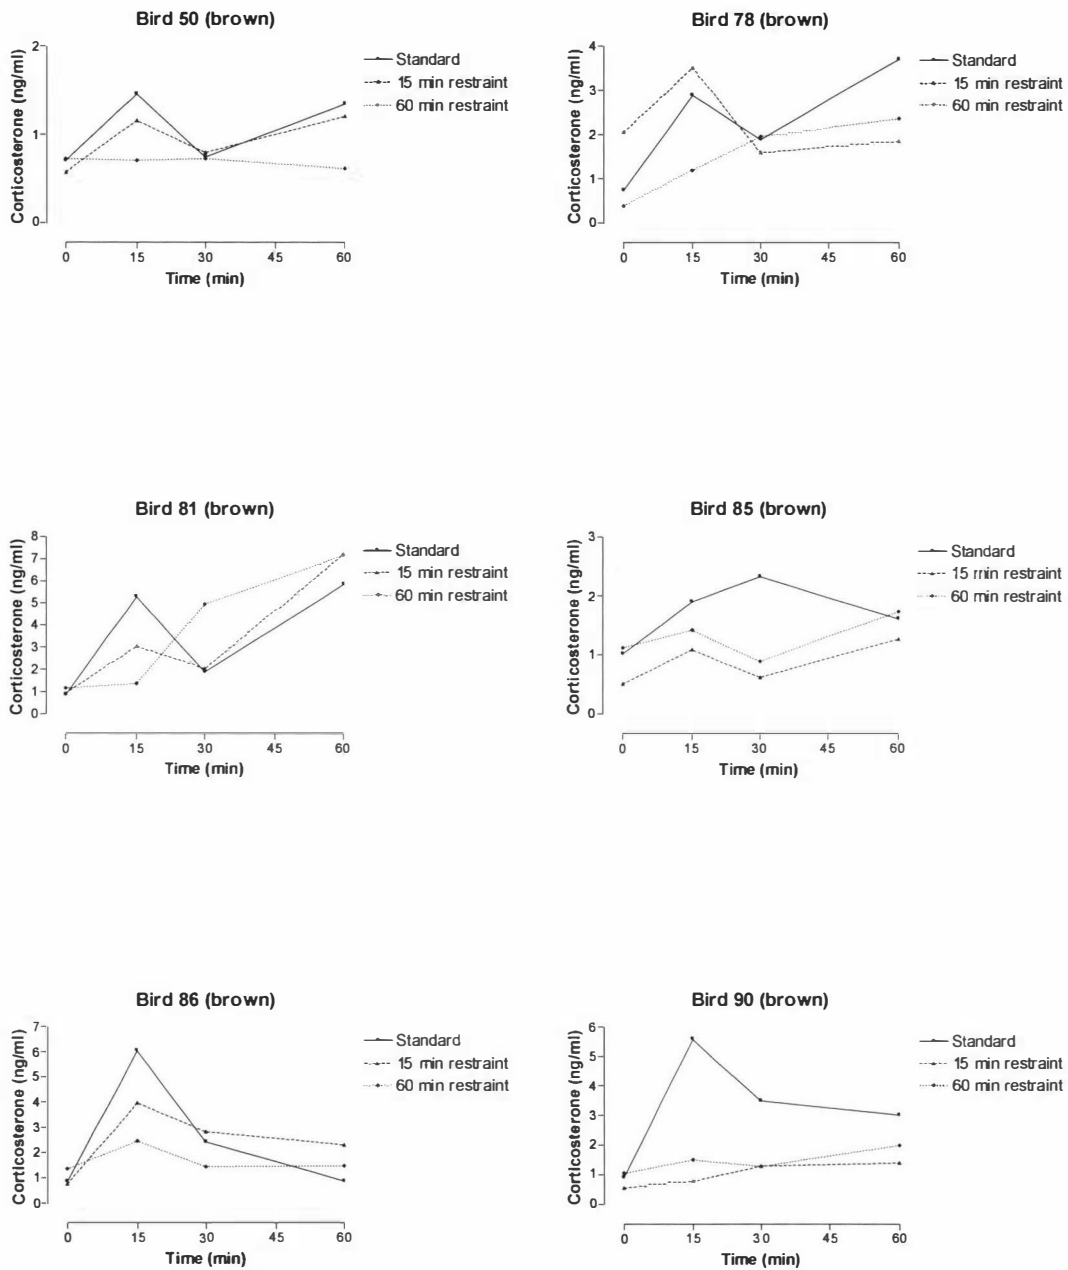 Bird 50 (brown)
Corticosterone (ng/ml)
2
1
0
0 15 30 45 60
Time (min)
Standard
15 min restraint
60 min restraint
Bird 78 (brown)
Corticosterone (ng/ml)
4
3
2
1
0
0 15 30 45 60
Time (min)
Standard
15 min restraint
60 min restraint
Bird 81 (brown)
Corticosterone (ng/ml)
8
7
6
5
4
3
2
1
0
0 15 30 45 60
Time (min)
Standard
15 min restraint
60 min restraint
Bird 85 (brown)
Corticosterone (ng/ml)
3
2
1
0
0 15 30 45 60
Time (min)
Standard
15 min restraint
60 min restraint
Bird 86 (brown)
Corticosterone (ng/ml)
7
6
5
4
3
2
1
0
0 15 30 45 60
Time (min)
Standard
15 min restraint
60 min restraint
Bird 90 (brown)
Corticosterone (ng/ml)
6
5
4
3
2
1
0
0 15 30 45 60
Time (min)
Standard
15 min restraint
60 min restraint